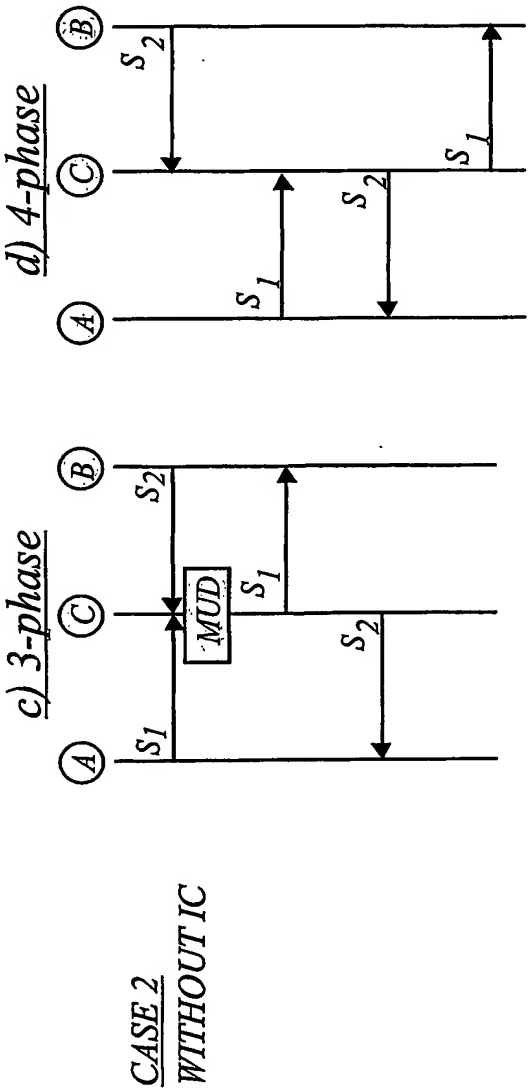 CASE 2
WITHOUT IC
c) 3-phase
A
C
B
S1
S2
MUD
S1
S2
d) 4-phase
A
C
B
S2
S1
S2
S1